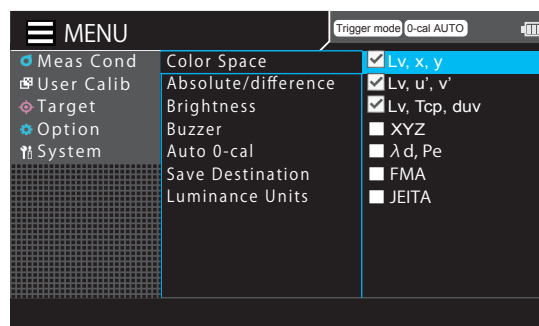 MENU
Trigger mode 0-cal AUTO
Meas Cond
User Calib
Target
Option
System
Color Space
Absolute/difference
Brightness
Buzzer
Auto 0-cal
Save Destination
Luminance Units
Lv, x, y
Lv, u', v'
Lv, Tcp, duv
XYZ
λd, Pe
FMA
JEITA